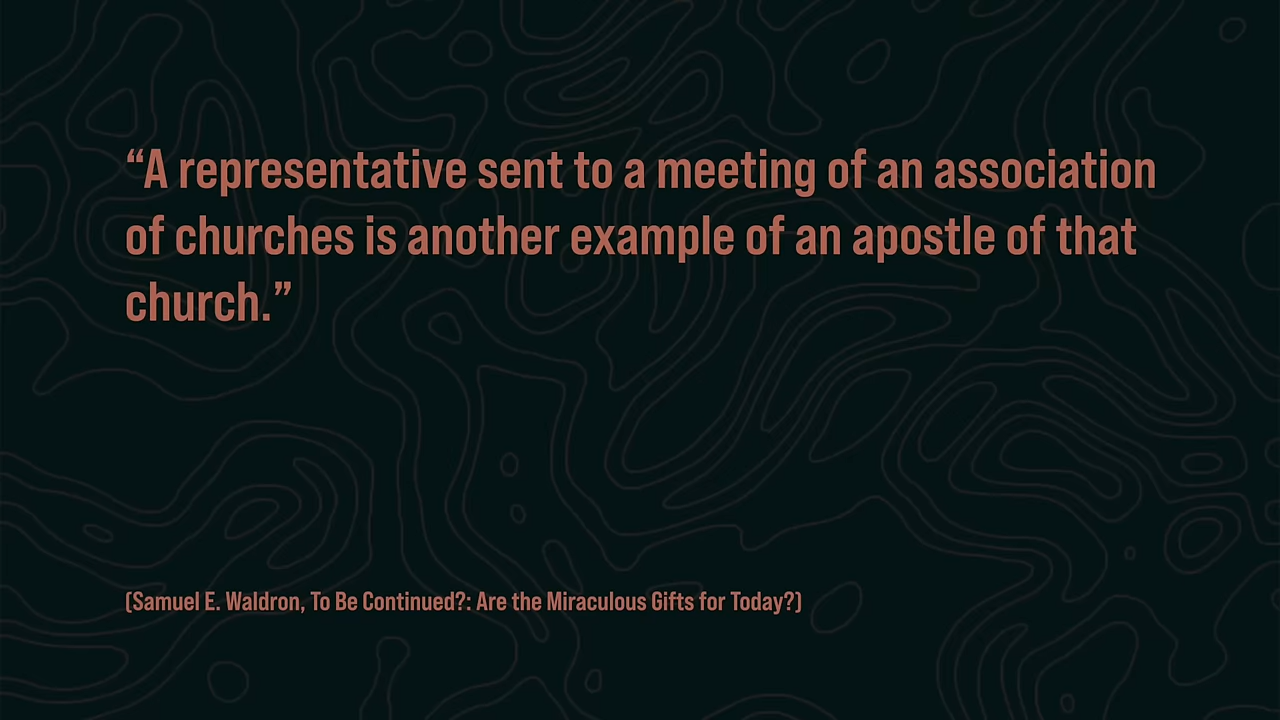 “A representative sent to a meeting of an association
of churches is another example of an apostle of that
church.”
(Samuel E. Waldron, To Be Continued?: Are the Miraculous Gifts for Today?)